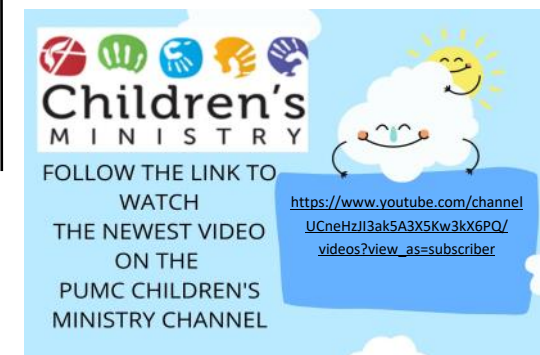 Children's
MINISTRY
FOLLOW THE LINK TO
WATCH
THE NEWEST VIDEO
ON THE
PUMC CHILDREN'S
MINISTRY CHANNEL
https://www.youtube.com/channel
UCneHzJI3ak5A3X5Kw3kX6PQ/
videos?view_as=subscriber